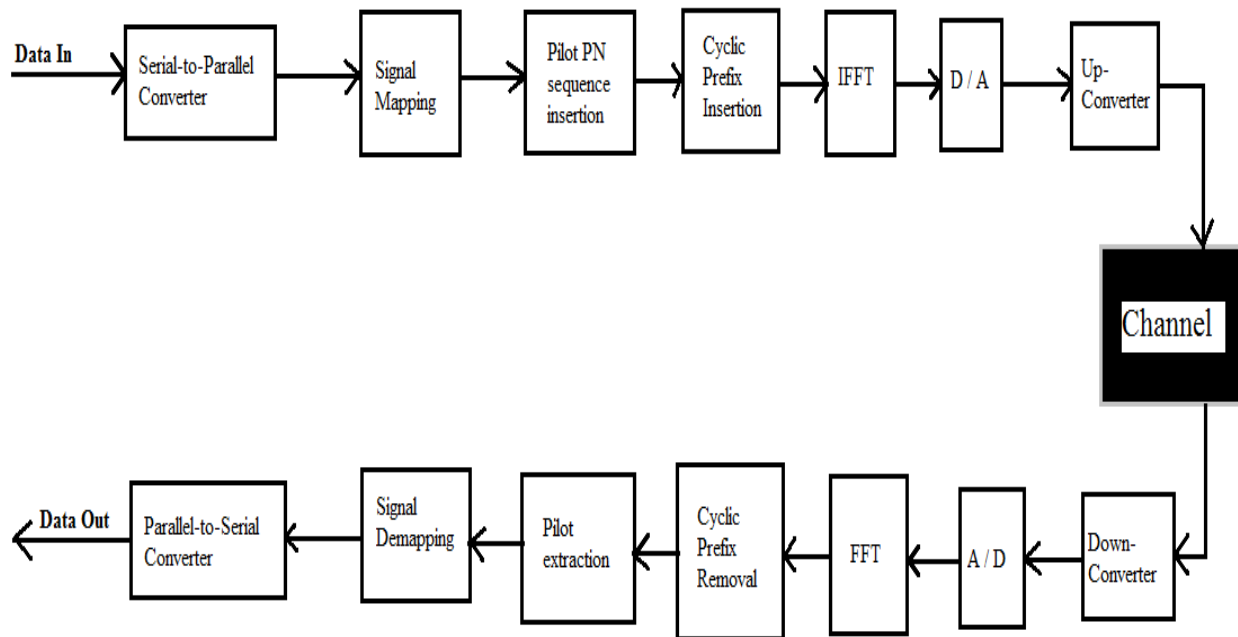 Data In
Serial-to-Parallel
Converter
Signal
Mapping
Pilot PN
sequence
insertion
Cyclic
Prefix
Insertion
IFFT
D / A
Up-
Converter
Channel
Data Out
Parallel-to-Serial
Converter
Signal
Demapping
Pilot
extraction
Cyclic
Prefix
Removal
FFT
A / D
Down-
Converter